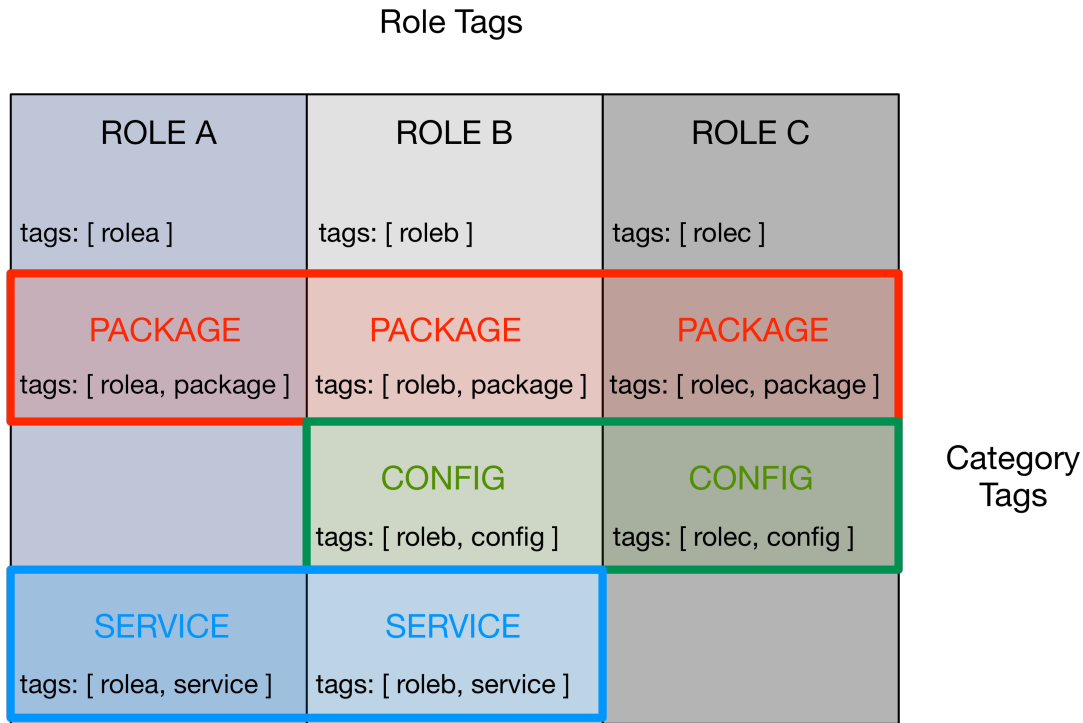 Role Tags
ROLE A
ROLE B
ROLE C
tags: [ rolea ]
tags: [ roleb ]
tags: [ rolec ]
PACKAGE
PACKAGE
PACKAGE
tags: [ rolea, package ]
tags: [ roleb, package ]
tags: [ rolec, package ]
Category
Tags
CONFIG
CONFIG
tags: [ roleb, config ]
tags: [ rolec, config ]
SERVICE
SERVICE
tags: [ rolea, service ]
tags: [ roleb, service ]